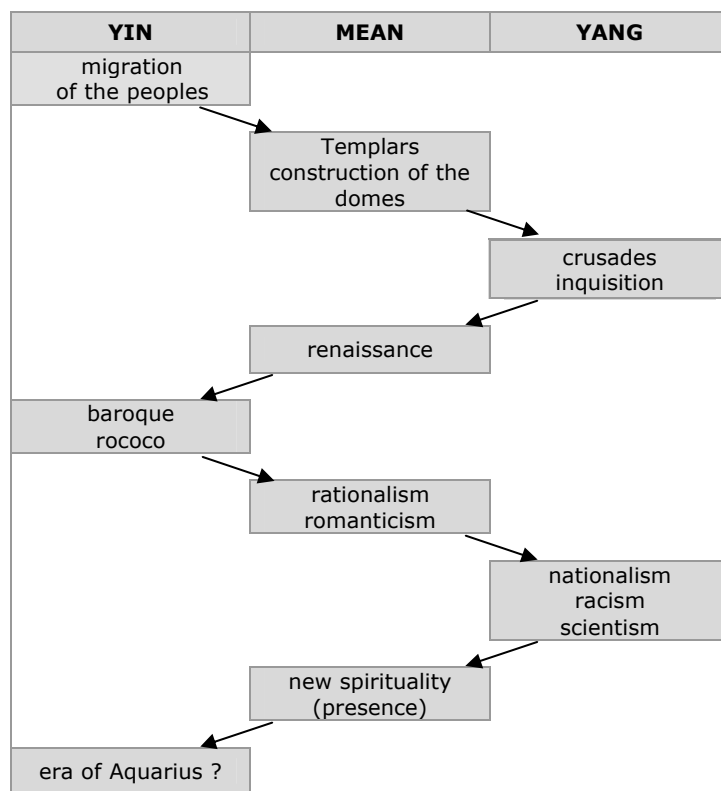 YIN MEAN YANG
migration
of the peoples
Templars
construction of the
domes
crusades
inquisition
renaissance
baroque
rococo
rationalism
romanticism
nationalism
racism
scientism
new spirituality
(presence)
era of Aquarius ?